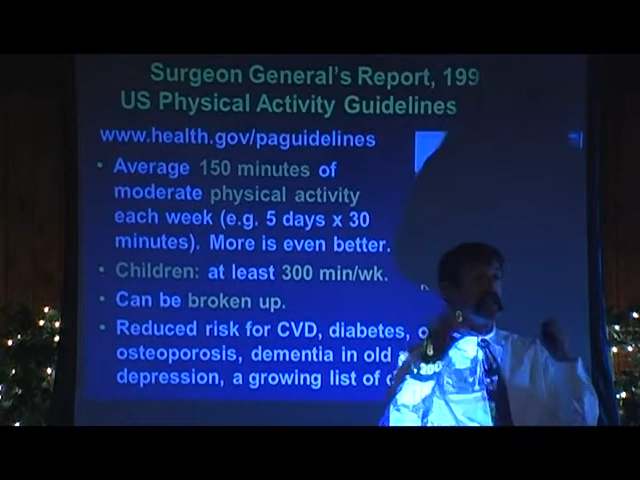 Surgeon General's Report, 199
US Physical Activity Guidelines
www.health.gov/paguidelines
• Average 150 minutes of
moderate physical activity
each week (e.g. 5 days x 30
minutes). More is even better.
• Children: at least 300 min/wk.
• Can be broken up.
• Reduced risk for CVD, diabetes,
osteoporosis, dementia in old
depression, a growing list of